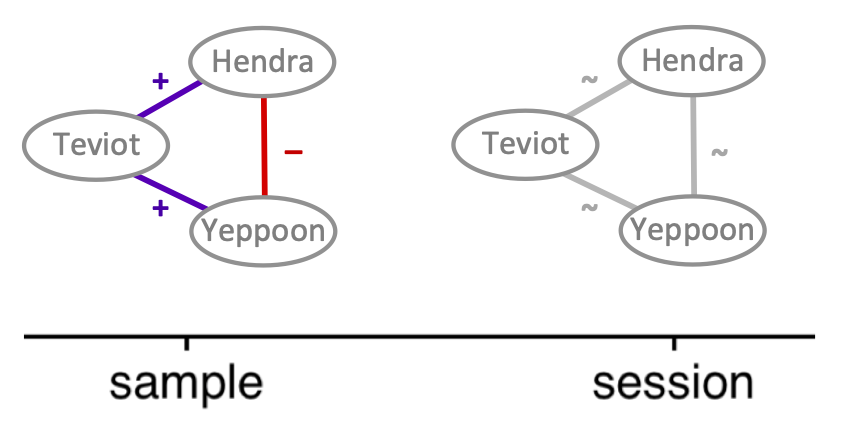 Hendra
+
Teviot
–
+
Yeppoon
Hendra
~
Teviot
~
~
Yeppoon
sample
session